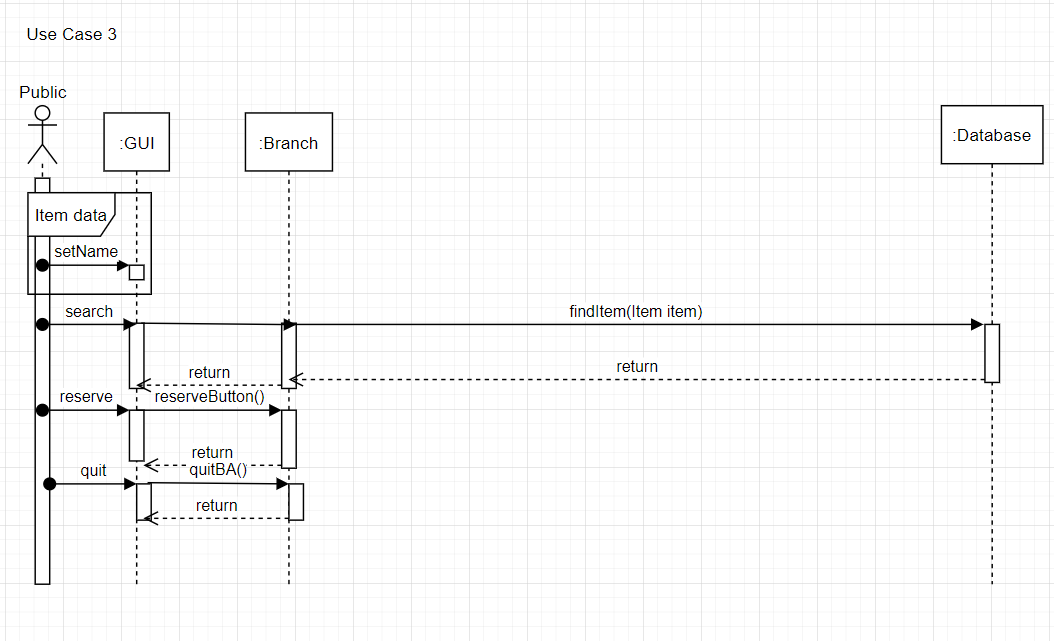 Use Case 3
Public
:GUI
:Branch
:Database
Item data
setName
search
findItem(Item item)
return
return
reserve
reserveButton()
return
quit
quitBA()
return